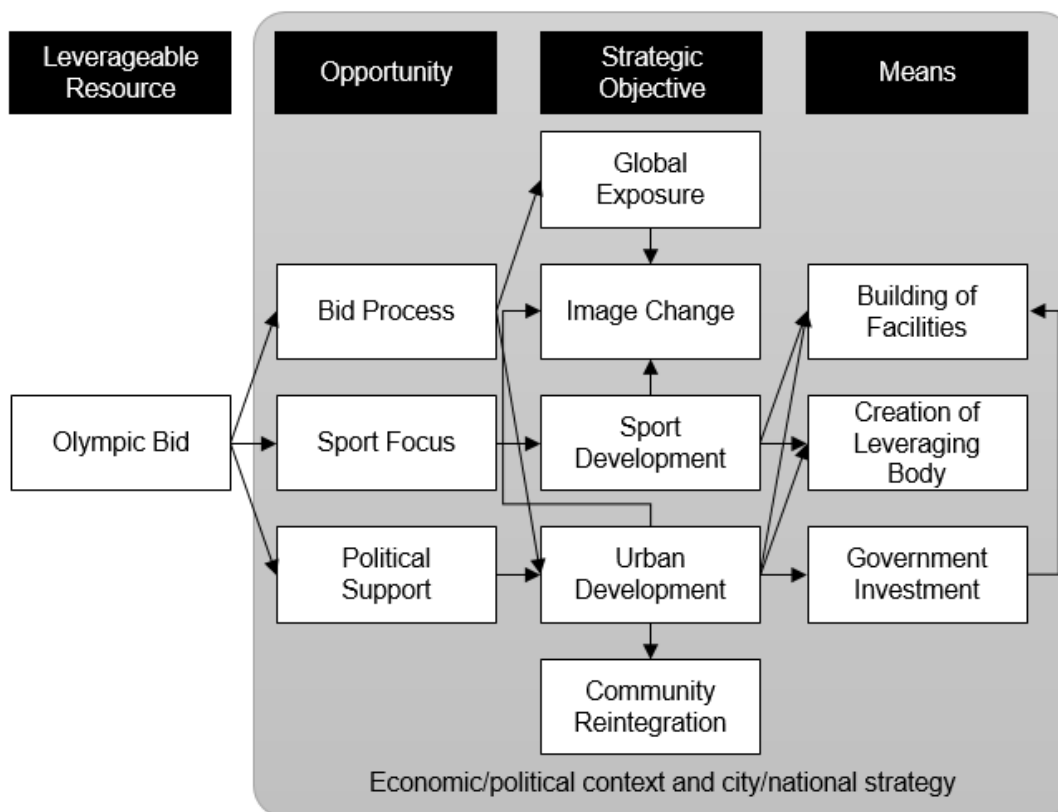 Leverageable
Resource
Opportunity
Strategic
Objective
Means
Global
Exposure
Bid Process
Image Change
Building of
Facilities
Olympic Bid
Sport Focus
Sport
Development
Creation of
Leveraging
Body
Political
Support
Urban
Development
Government
Investment
Community
Reintegration
Economic/political context and city/national strategy